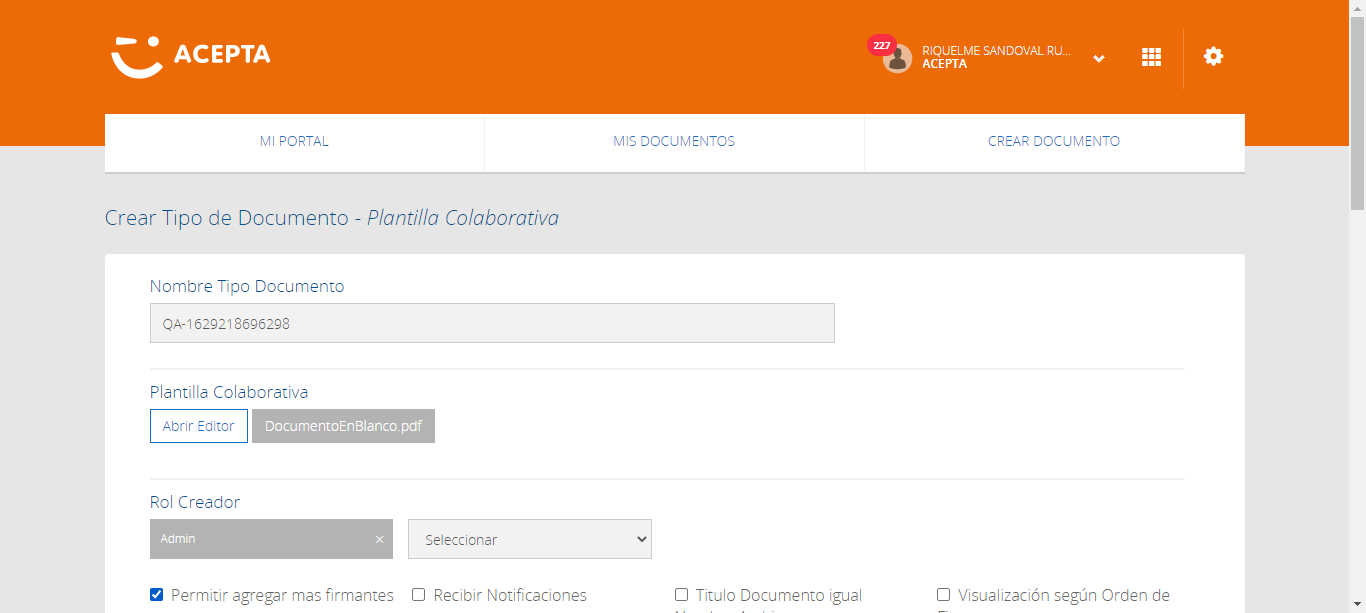 ACEPTA
227
RIQUELME SANDOVAL RU...
ACEPTA
MI PORTAL
MIS DOCUMENTOS
CREAR DOCUMENTO
Crear Tipo de Documento - Plantilla Colaborativa
Nombre Tipo Documento
QA-1629218696298
Plantilla Colaborativa
Abrir Editor
DocumentoEnBlanco.pdf
Rol Creador
Admin ×
Seleccionar
Permitir agregar mas firmantes
Recibir Notificaciones
Titulo Documento igual
Visualización según Orden de